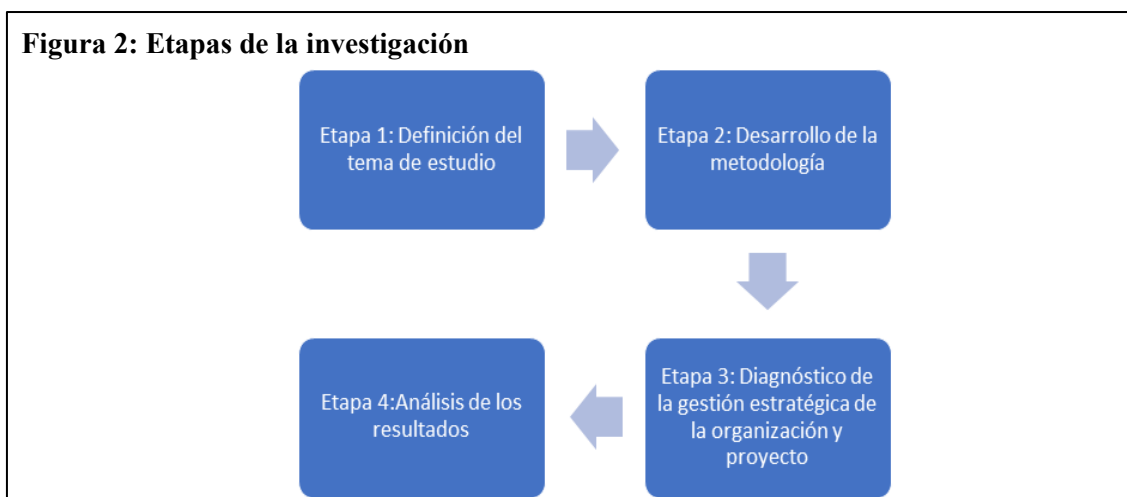 Figura 2: Etapas de la investigación
Etapa 1: Definición del
tema de estudio
Etapa 2: Desarrollo de la
metodología
Etapa 3: Diagnóstico de
la gestión estratégica de
la organización y
proyecto
Etapa 4:Análisis de los
resultados